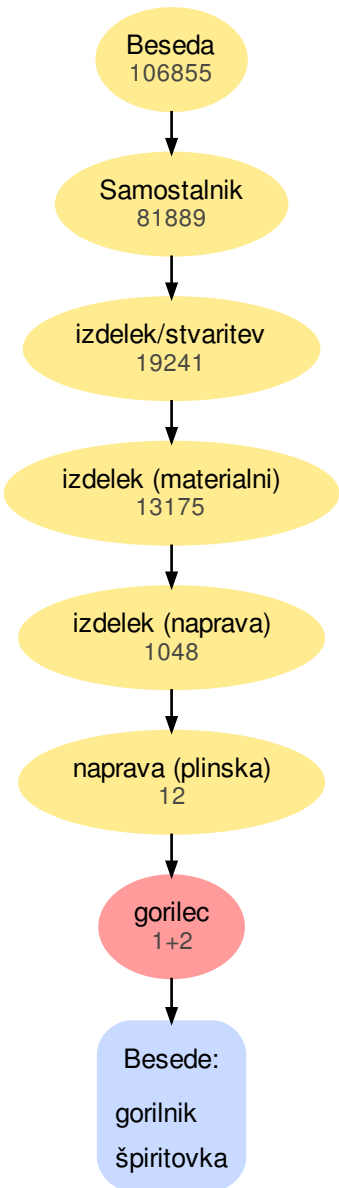 Beseda
106855
Samostalnik
81889
izdelek/stvaritev
19241
izdelek (materialni)
13175
izdelek (naprava)
1048
naprava (plinska)
12
gorilec
1+2
Besede:
gorilnik
špiritovka